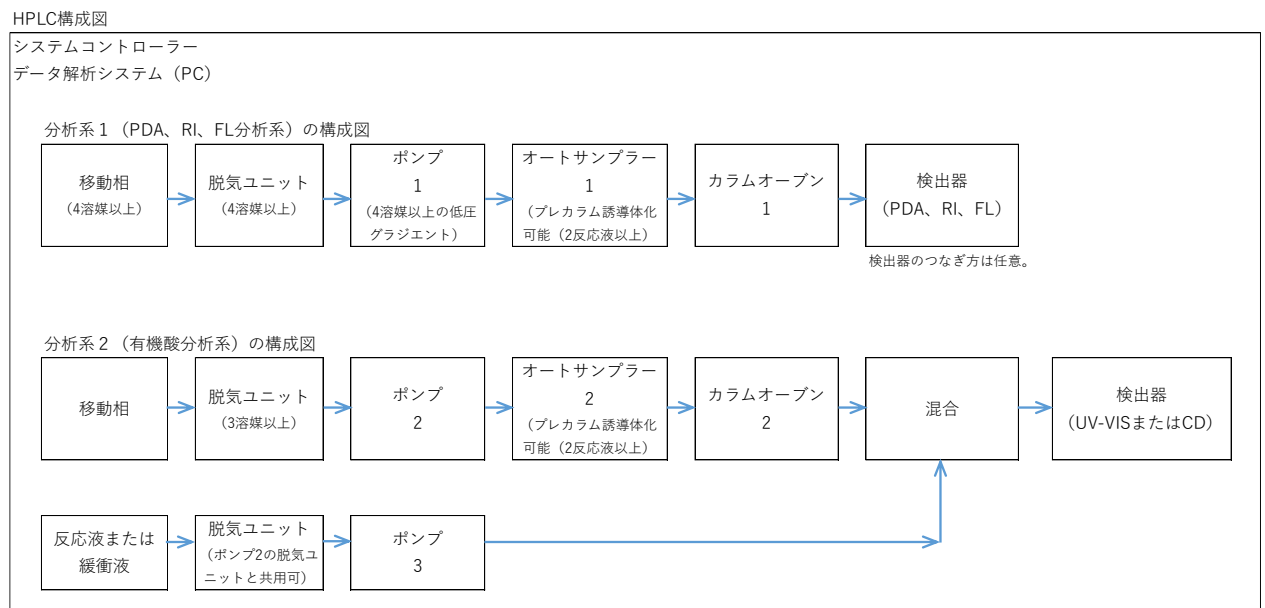 HPLC構成図
システムコントローラー
データ解析システム（PC）
分析系１（PDA、RI、FL分析系）の構成図
移動相
（4溶媒以上）
脱気ユニット
（4溶媒以上）
ポンプ
1
（4溶媒以上の低圧
グラジエント）
オートサンプラー
1
（プレカラム誘導体化
可能（2反応液以上）
カラムオーブン
1
検出器
（PDA、RI、FL）
検出器のつなぎ方は任意。
分析系２（有機酸分析系）の構成図
移動相
脱気ユニット
（3溶媒以上）
ポンプ
2
オートサンプラー
2
（プレカラム誘導体化
可能（2反応液以上）
カラムオーブン
2
混合
検出器
（UV-VISまたはCD）
反応液または
緩衝液
脱気ユニット
（ポンプ2の脱気ユ
ニットと共用可）
ポンプ
3